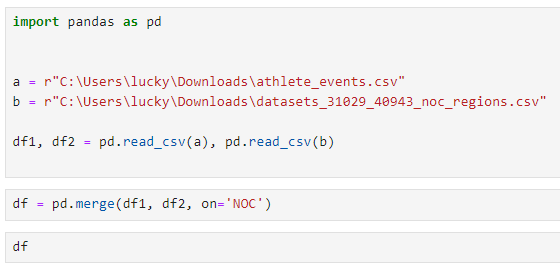 import pandas as pd
a = r"C:\Users\lucky\Downloads\athlete_events.csv"
b = r"C:\Users\lucky\Downloads\datasets_31029_40943_noc_regions.csv"
df1, df2 = pd.read_csv(a), pd.read_csv(b)
df = pd.merge(df1, df2, on='NOC')
df